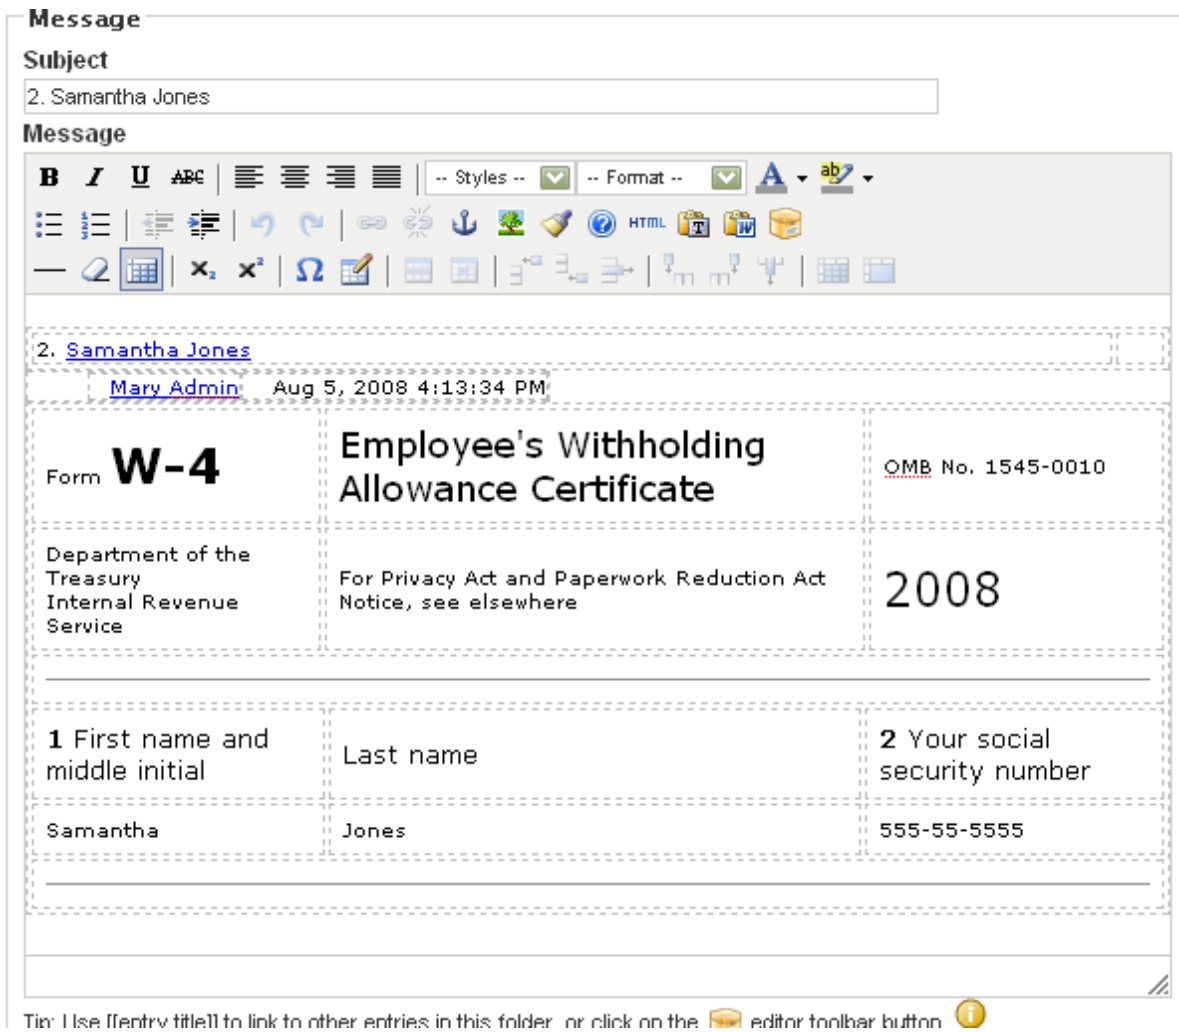 Message
Subject
2. Samantha Jones
Message
B I U ABC -- Styles -- -- Format -- A ab
HTML T W
x₂ x² Ω
2. Samantha Jones
Mary Admin Aug 5, 2008 4:13:34 PM
Form W-4
Employee's Withholding
Allowance Certificate
OMB No. 1545-0010
Department of the
Treasury
Internal Revenue
Service
For Privacy Act and Paperwork Reduction Act
Notice, see elsewhere
2008
1 First name and
middle initial
Last name
2 Your social
security number
Samantha
Jones
555-55-5555
Tip: Use [[entry title]] to link to other entries in this folder, or click on the editor toolbar button.